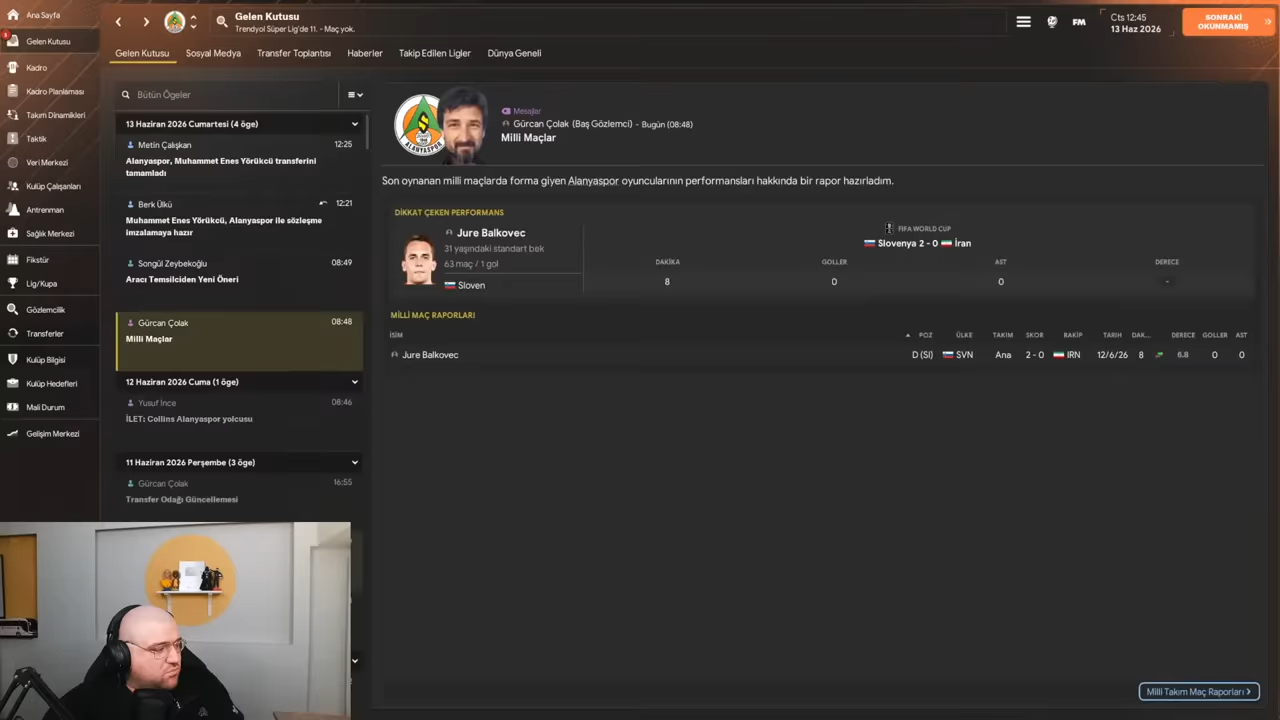 Ana Sayfa
3
Gelen Kutusu
Kadro
Kadro Planlaması
Takım Dinamikleri
Taktik
Veri Merkezi
Kulüp Çalışanları
Antrenman
Sağlık Merkezi
Fikstür
Lig/Kupa
Gözlemcilik
Transferler
Kulüp Bilgisi
Kulüp Hedefleri
Mali Durum
Gelişim Merkezi
Gelen Kutusu
Trendyol Süper Lig'de 11. - Maç yok.
FM
Cts 12:45
13 Haz 2026
SONRAKİ
OKUNMAMIŞ
Gelen Kutusu
Sosyal Medya
Transfer Toplantısı
Haberler
Takip Edilen Ligler
Dünya Geneli
Bütün Ögeler
13 Haziran 2026 Cumartesi (4 öge)
Metin Çalışkan 12:25
Alanyaspor, Muhammet Enes Yörükcü transferini
tamamladı
Berk Ülkü 12:21
Muhammet Enes Yörükcü, Alanyaspor ile sözleşme
imzalamaya hazır
Songül Zeybekoğlu 08:49
Aracı Temsilciden Yeni Öneri
Gürcan Çolak 08:48
Milli Maçlar
12 Haziran 2026 Cuma (1 öge)
Yusuf İnce 08:46
İLET: Collins Alanyaspor yolcusu
11 Haziran 2026 Perşembe (3 öge)
Gürcan Çolak 16:55
Transfer Odağı Güncellemesi
ALANYASPOR
Mesajlar
Gürcan Çolak (Baş Gözlemci) - Bugün (08:48)
Milli Maçlar
Son oynanan milli maçlarda forma giyen Alanyaspor oyuncularının performansları hakkında bir rapor hazırladım.
DİKKAT ÇEKEN PERFORMANS
Jure Balkovec
31 yaşındaki standart bek
63 maç / 1 gol
Sloven
FIFA WORLD CUP
Slovenya 2 - 0 İran
DAKİKA GOLLER AST DERECE
8 0 0 -
MİLLİ MAÇ RAPORLARI
İSİM POZ ÜLKE TAKIM SKOR RAKİP TARİH DAK... DERECE GOLLER AST
Jure Balkovec D (Sl) SVN Ana 2 - 0 IRN 12/6/26 8 6.8 0 0
Milli Takım Maç Raporları